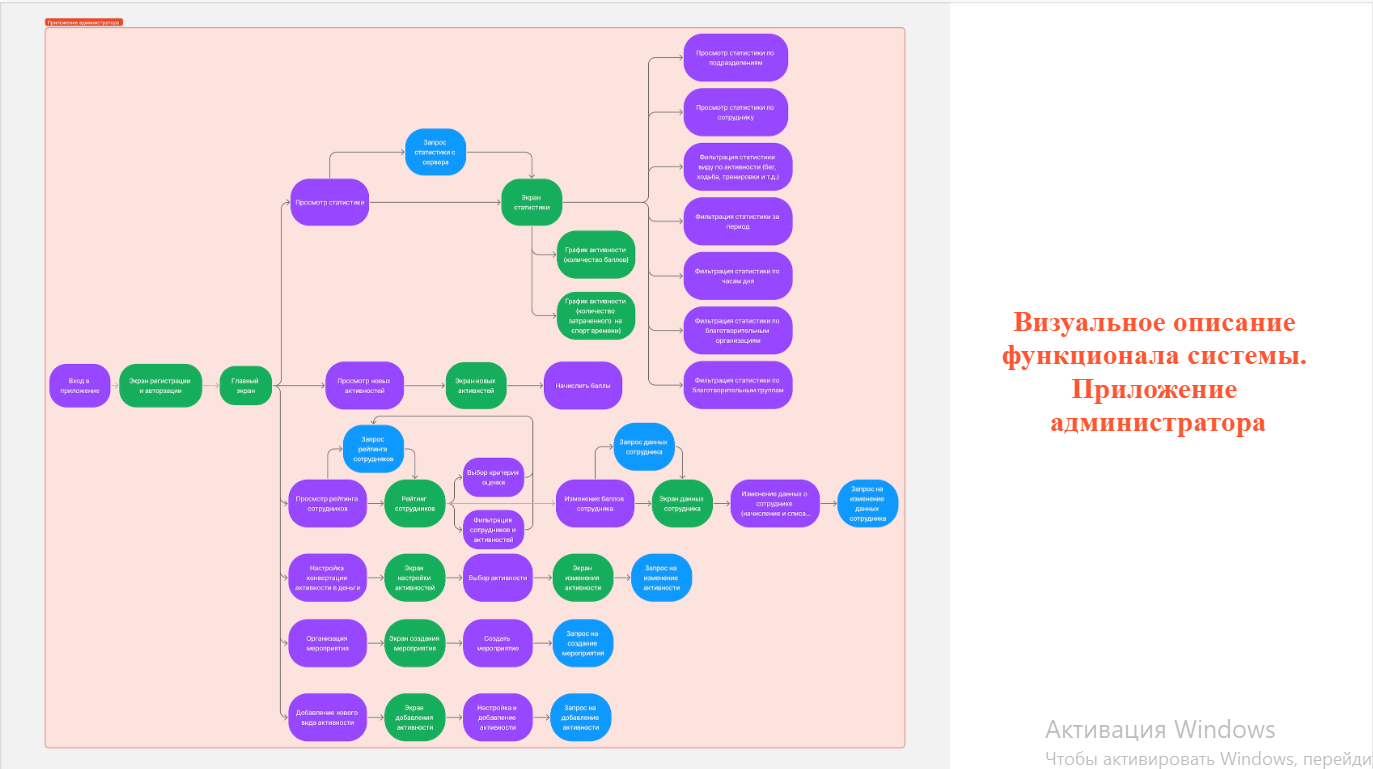 Приложение администратора
Просмотр статистики по
подразделениям
Просмотр статистики по
сотруднику
Фильтрация статистики
виду по активности (бег,
ходьба, тренировки и т.д.)
Фильтрация статистики за
период
Фильтрация статистики по
часам дня
Фильтрация статистики по
благотворительным
организациям
Фильтрация статистики по
благотворительным группам
Запрос
статистики с
сервера
Просмотр статистики
Экран
статистики
График активности
(количество баллов)
График активности
(количество
затраченного на
спорт времени)
Вход в
приложение
Экран регистрации
и авторзации
Главный
экран
Просмотр новых
активностей
Экран новых
активнстей
Начислить баллы
Запрос
рейтинга
сотрудников
Просмотр рейтинга
сотрудников
Рейтинг
сотрудников
Выбор критерия
оценки
Фильтрация
сотрудников и
активностей
Запрос данных
сотрудника
Изменение баллов
сотрудника
Экран данных
сотрудника
Изменение данных о
сотруднике
(начисление и списа...
Запрос на
изменение
данных
сотрудника
Настройка
конвертации
активности в деньги
Экран
настройки
активностей
Выбор активности
Экран
изменения
активности
Запрос на
изменение
активности
Организация
мероприятия
Экран создания
мероприятия
Создать
мероприятие
Запрос на
создание
мероприятия
Добавление нового
вида активности
Экран
добавления
активности
Настройка и
добавление
активности
Запрос на
добавление
активности
Визуальное описание
функционала системы.
Приложение
администратора
Активация Windows
Чтобы активировать Windows, перейди